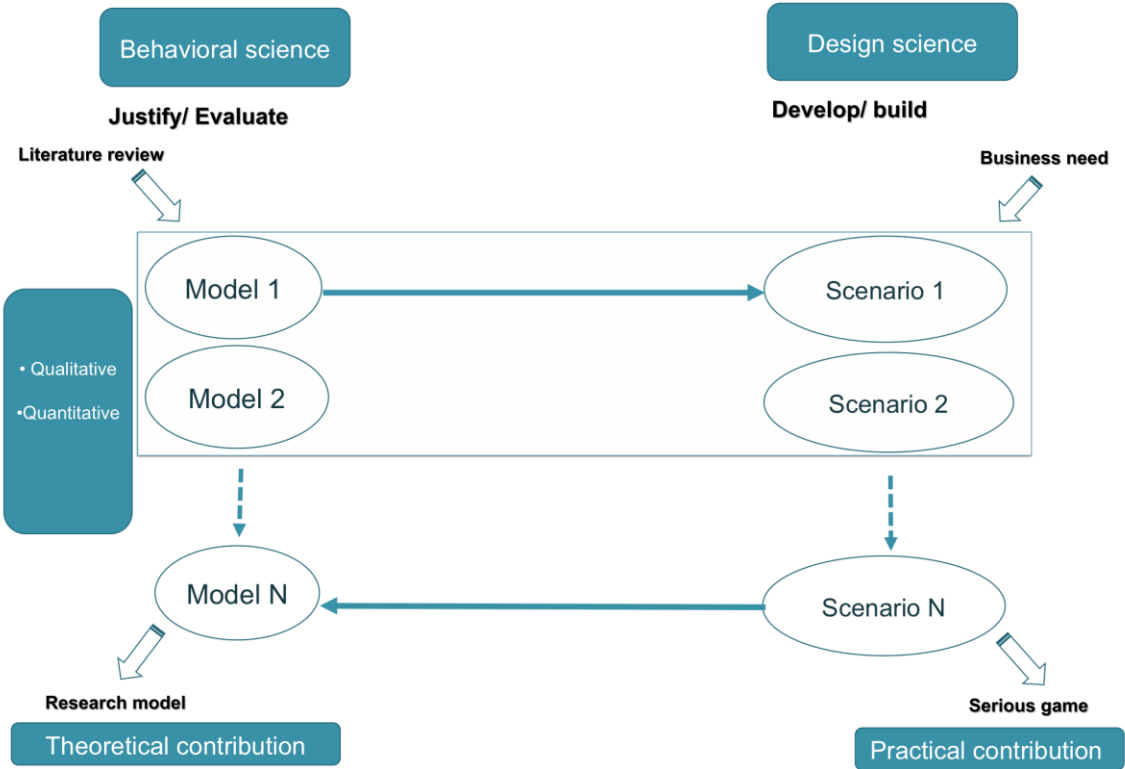 Behavioral science
Design science
Justify/ Evaluate
Develop/ build
Literature review
Business need
Model 1
Scenario 1
• Qualitative
•Quantitative
Model 2
Scenario 2
Model N
Scenario N
Research model
Serious game
Theoretical contribution
Practical contribution